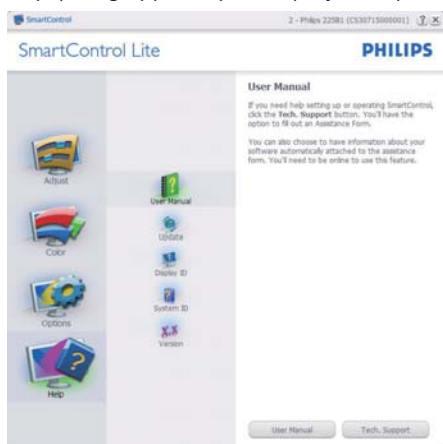 SmartControl
2 - Philips 225B1 (CS30715000001)
SmartControl Lite
PHILIPS
Adjust
Color
Options
Help
User Manual
Update
Display ID
System ID
Version
User Manual
If you need help setting up or operating SmartControl,
click the Tech. Support button. You'll have the
option to fill out an Assistance Form.
You can also choose to have information about your
software automatically attached to the assistance
form. You'll need to be online to use this feature.
User Manual
Tech. Support